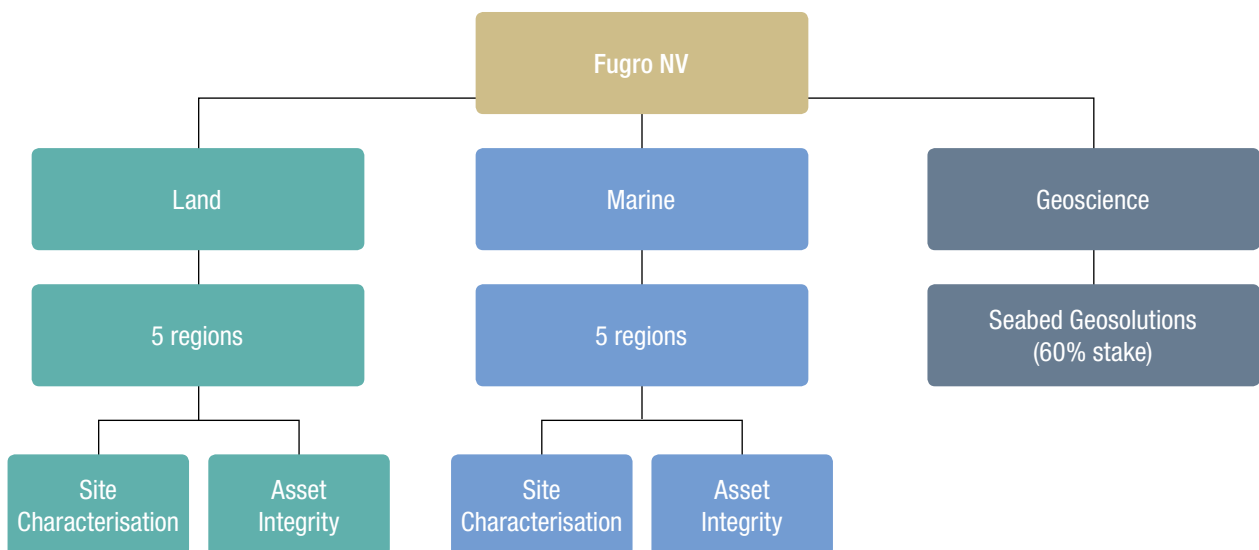 Fugro NV
Land
Marine
Geoscience
5 regions
5 regions
Seabed Geosolutions
(60% stake)
Site
Characterisation
Asset
Integrity
Site
Characterisation
Asset
Integrity